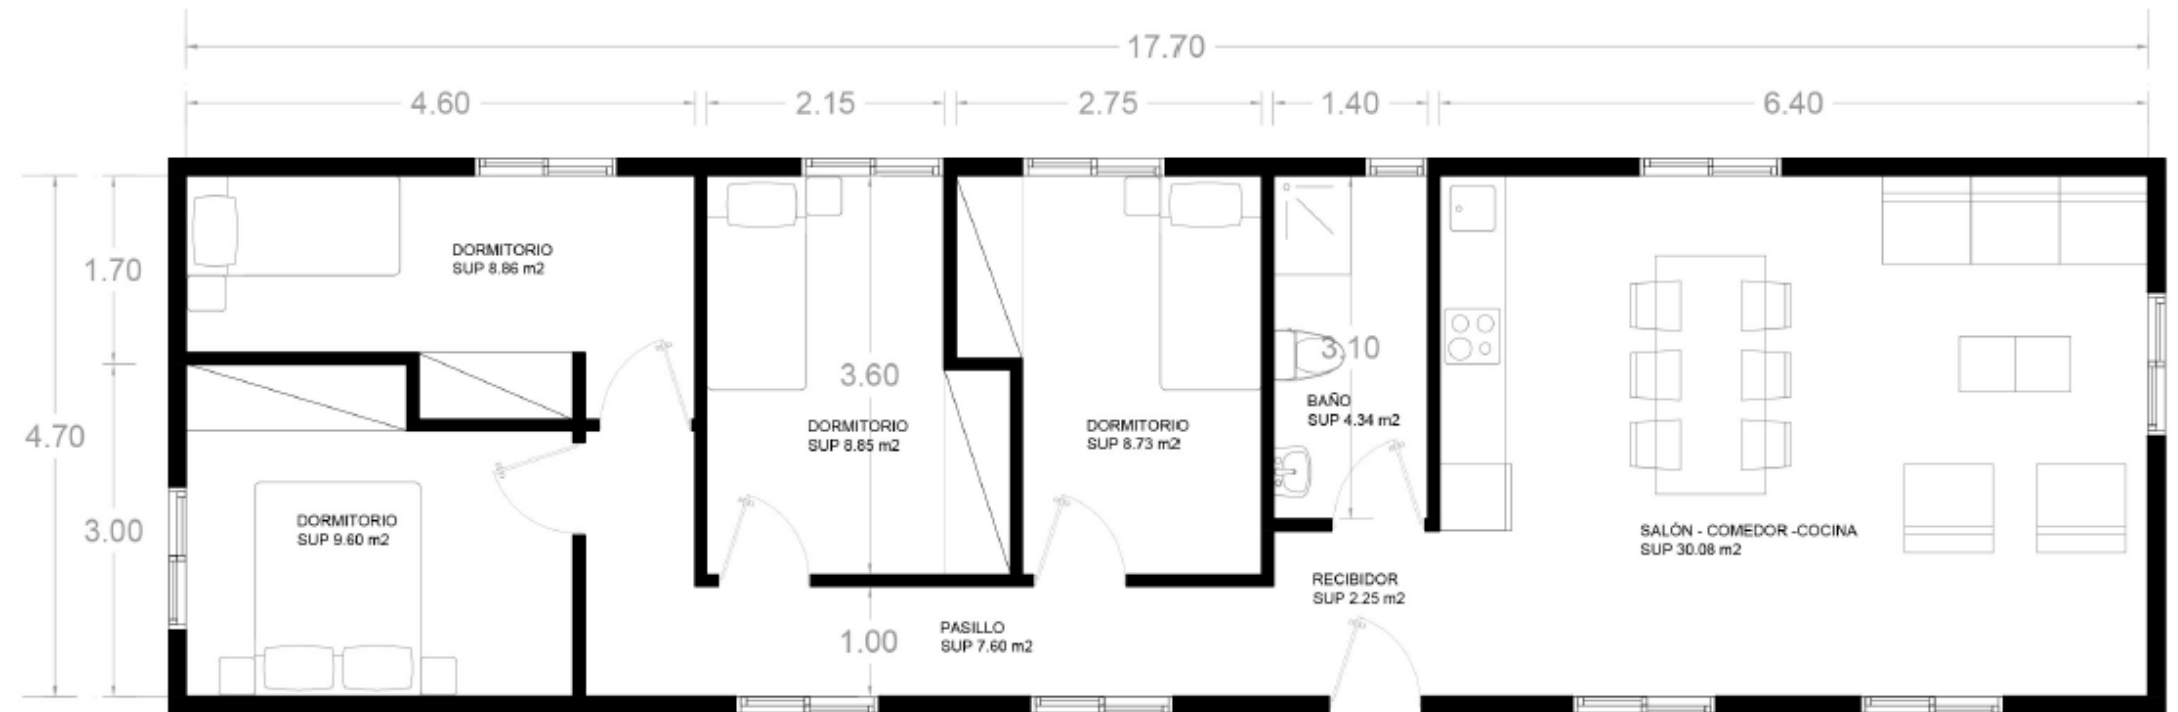 17.70
4.60
2.15
2.75
1.40
6.40
DORMITORIO
SUP 8.86 m2
1.70
3.10
3.60
BAÑO
SUP 4.34 m2
DORMITORIO
SUP 8.85 m2
DORMITORIO
SUP 8.73 m2
4.70
DORMITORIO
SUP 9.60 m2
3.00
SALÓN - COMEDOR -COCINA
SUP 30.08 m2
RECIBIDOR
SUP 2.25 m2
PASILLO
SUP 7.60 m2
1.00